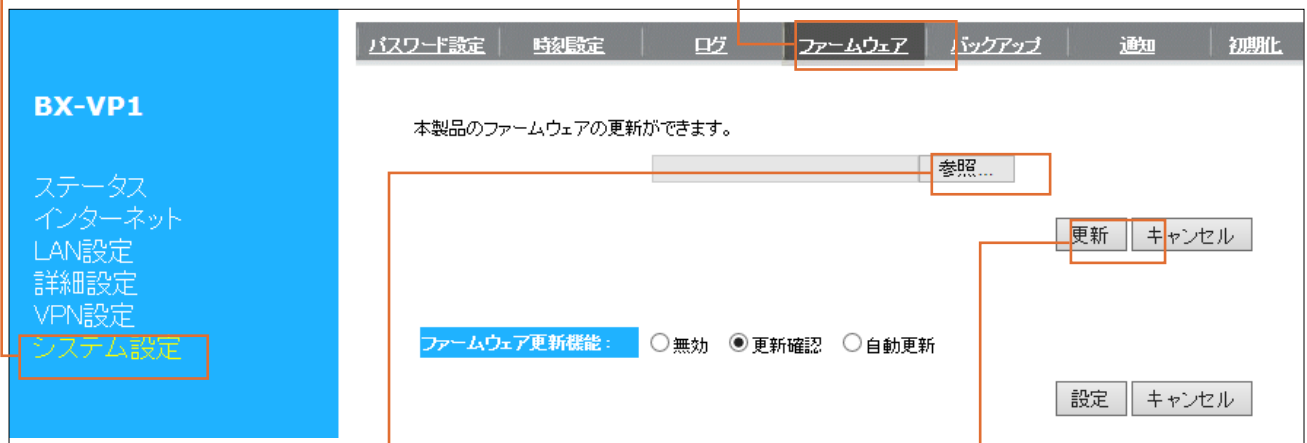 パスワード設定 時刻設定 ログ ファームウェア バックアップ 通知 初期化
BX-VP1
ステータス
インターネット
LAN設定
詳細設定
VPN設定
システム設定
本製品のファームウェアの更新ができます。
参照...
更新 キャンセル
ファームウェア更新機能: 無効 更新確認 自動更新
設定 キャンセル